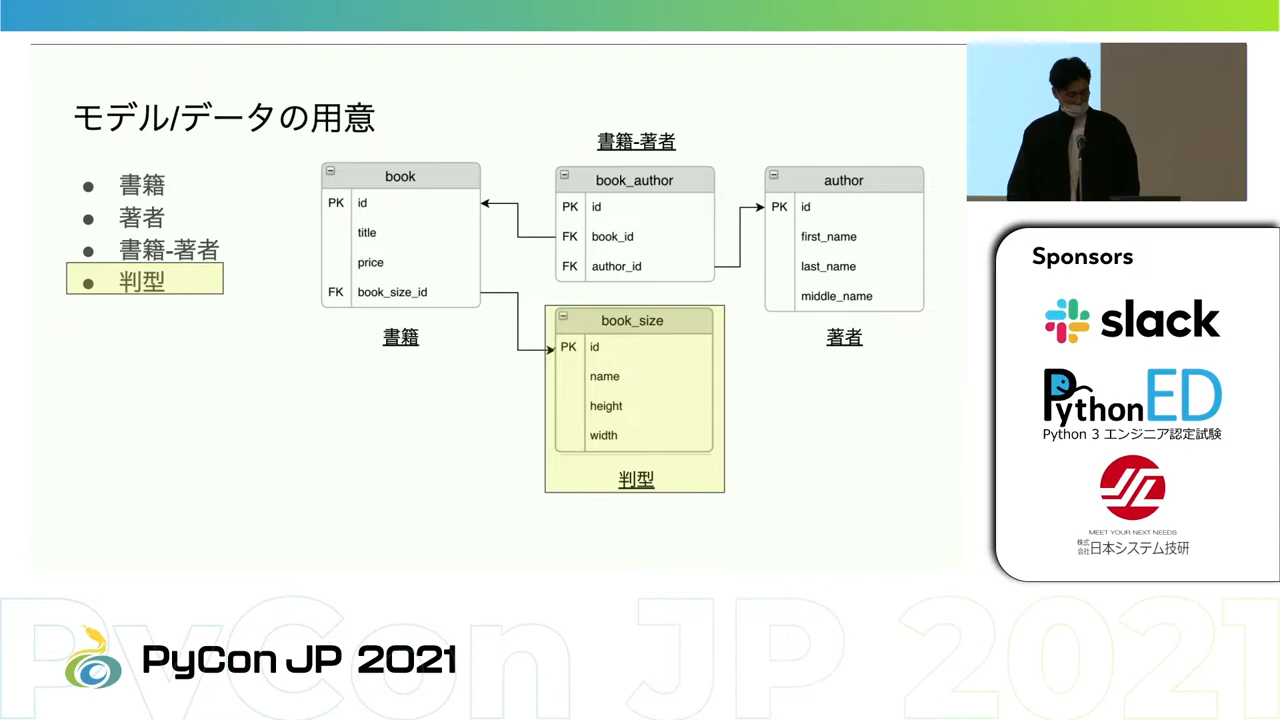 モデル/データの用意
● 書籍
● 著者
● 書籍-著者
● 判型
book
PK id
title
price
FK book_size_id
書籍
書籍-著者
book_author
PK id
FK book_id
FK author_id
author
PK id
first_name
last_name
middle_name
著者
book_size
PK id
name
height
width
判型
Sponsors
slack
PythonED
Python 3 エンジニア認定試験
MEET YOUR NEXT NEEDS
株式会社日本システム技研
PyCon JP 2021
PyCon JP 2021